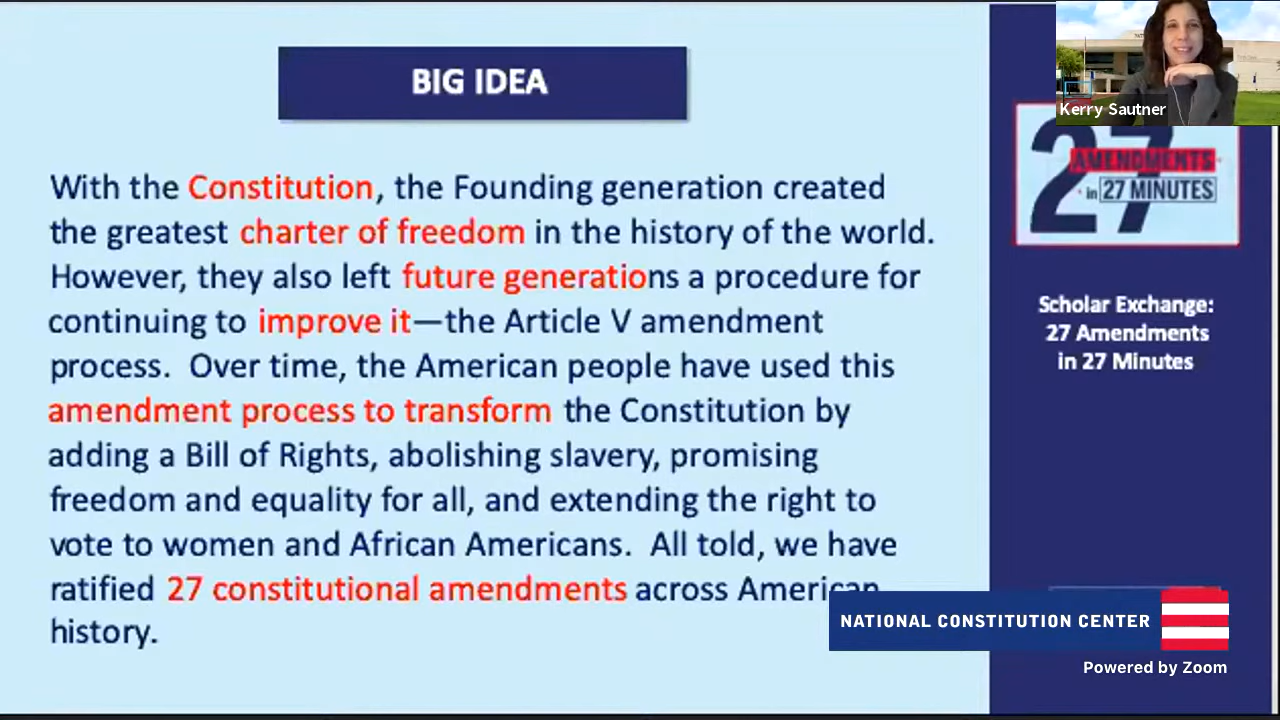 BIG IDEA
With the Constitution, the Founding generation created
the greatest charter of freedom in the history of the world.
However, they also left future generations a procedure for
continuing to improve it—the Article V amendment
process.  Over time, the American people have used this
amendment process to transform the Constitution by
adding a Bill of Rights, abolishing slavery, promising
freedom and equality for all, and extending the right to
vote to women and African Americans.  All told, we have
ratified 27 constitutional amendments across American
history.
Kerry Sautner
27
AMENDMENTS
in 27 MINUTES
Scholar Exchange:
27 Amendments
in 27 Minutes
NATIONAL CONSTITUTION CENTER
Powered by Zoom